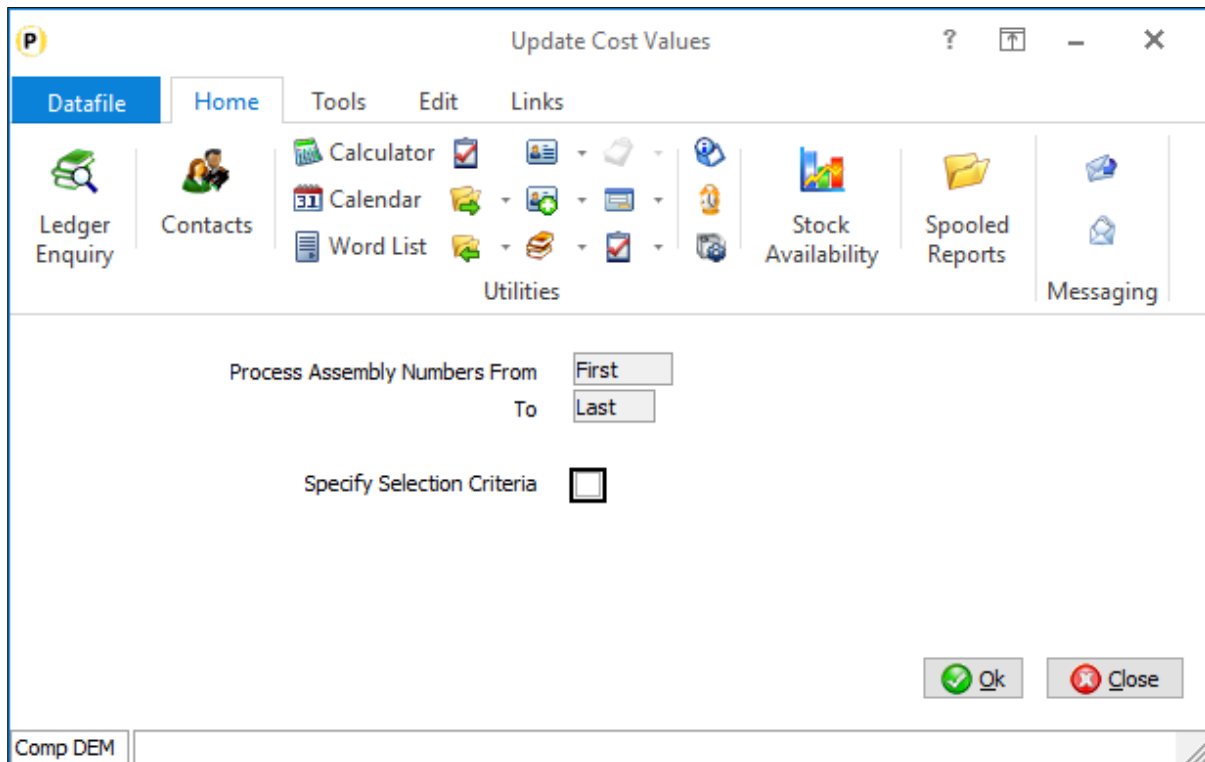 P
Update Cost Values
?
Datafile Home Tools Edit Links
Ledger Enquiry
Contacts
Calculator
31 Calendar
Word List
Utilities
Stock Availability
Spooled Reports
Messaging
Process Assembly Numbers From First
To Last
Specify Selection Criteria
Ok Close
Comp DEM